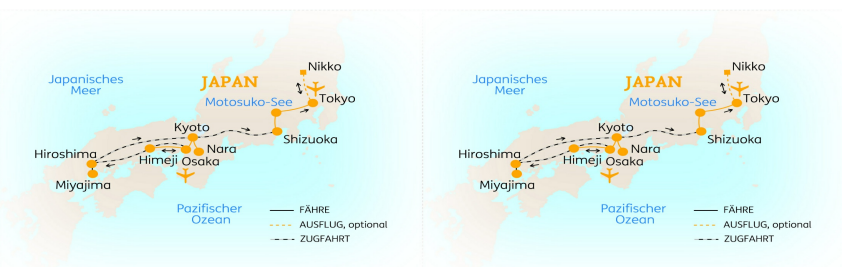 Nikko
Japanisches
Meer
JAPAN
Motosuko-See
Tokyo
Kyoto
Shizuoka
Hiroshima
Himeji
Osaka
Nara
Miyajima
Pazifischer
Ozean
FÄHRE
AUSFLUG, optional
ZUGFAHRT
Nikko
Japanisches
Meer
JAPAN
Motosuko-See
Tokyo
Kyoto
Shizuoka
Hiroshima
Himeji
Osaka
Nara
Miyajima
Pazifischer
Ozean
FÄHRE
AUSFLUG, optional
ZUGFAHRT